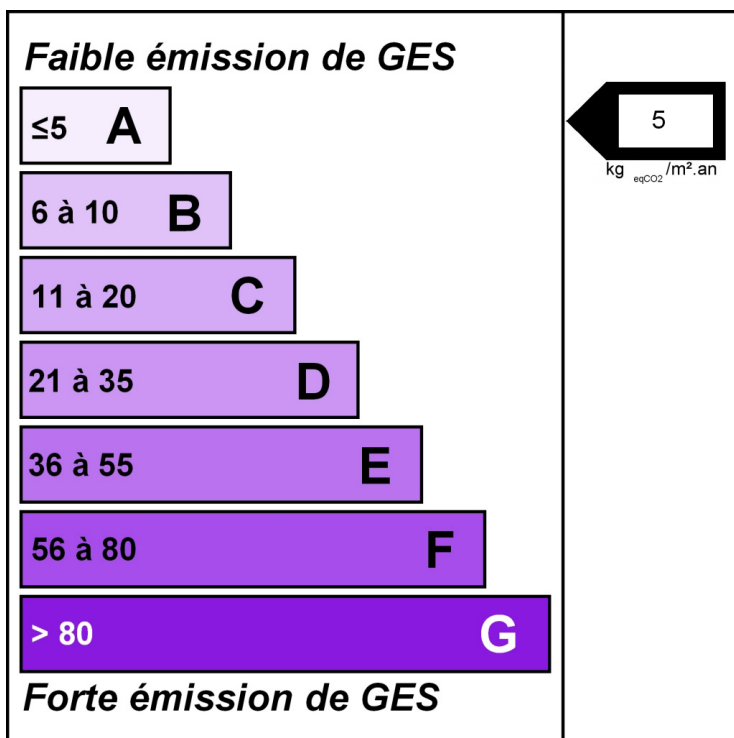 Faible émission de GES
≤5 A
5
kg eqCO2 /m².an
6 à 10 B
11 à 20 C
21 à 35 D
36 à 55 E
56 à 80 F
> 80 G
Forte émission de GES